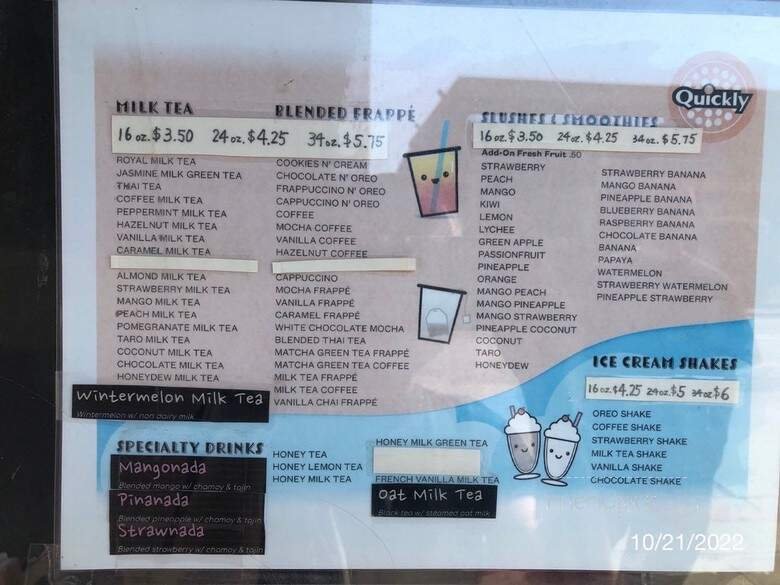 Quickly
MILK TEA
BLENDED FRAPPÉ
16 oz. $3.50 24 oz. $4.25 34 oz. $5.75
ROYAL MILK TEA
JASMINE MILK GREEN TEA
THAI TEA
COFFEE MILK TEA
PEPPERMINT MILK TEA
HAZELNUT MILK TEA
VANILLA MILK TEA
CARAMEL MILK TEA
ALMOND MILK TEA
STRAWBERRY MILK TEA
MANGO MILK TEA
PEACH MILK TEA
POMEGRANATE MILK TEA
TARO MILK TEA
COCONUT MILK TEA
CHOCOLATE MILK TEA
HONEYDEW MILK TEA
Wintermelon Milk Tea
Wintermelon w/ non dairy milk
COOKIES N' CREAM
CHOCOLATE N' OREO
FRAPPUCCINO N' OREO
CAPPUCCINO N' OREO
COFFEE
MOCHA COFFEE
VANILLA COFFEE
HAZELNUT COFFEE
CAPPUCCINO
MOCHA FRAPPÉ
VANILLA FRAPPÉ
CARAMEL FRAPPÉ
WHITE CHOCOLATE MOCHA
BLENDED THAI TEA
MATCHA GREEN TEA FRAPPÉ
MATCHA GREEN TEA COFFEE
MILK TEA FRAPPÉ
MILK TEA COFFEE
VANILLA CHAI FRAPPÉ
SLUSHES & SMOOTHIES
16 oz. $3.50 24 oz. $4.25 34 oz. $5.75
Add-On Fresh Fruit .50
STRAWBERRY
PEACH
MANGO
KIWI
LEMON
LYCHEE
GREEN APPLE
PASSIONFRUIT
PINEAPPLE
ORANGE
MANGO PEACH
MANGO PINEAPPLE
MANGO STRAWBERRY
PINEAPPLE COCONUT
COCONUT
TARO
HONEYDEW
STRAWBERRY BANANA
MANGO BANANA
PINEAPPLE BANANA
BLUEBERRY BANANA
RASPBERRY BANANA
CHOCOLATE BANANA
BANANA
PAPAYA
WATERMELON
STRAWBERRY WATERMELON
PINEAPPLE STRAWBERRY
ICE CREAM SHAKES
16 oz. $4.25 24 oz. $5 34 oz $6
OREO SHAKE
COFFEE SHAKE
STRAWBERRY SHAKE
MILK TEA SHAKE
VANILLA SHAKE
CHOCOLATE SHAKE
SPECIALTY DRINKS
Mangonada
Blended mango w/ chamoy & tajin
Pinanada
Blended pineapple w/ chamoy & tajin
Strawnada
Blended strawberry w/ chamoy & tajin
HONEY TEA
HONEY LEMON TEA
HONEY MILK TEA
HONEY MILK GREEN TEA
FRENCH VANILLA MILK TEA
Oat Milk Tea
Black tea w/ steamed oat milk
10/21/2022